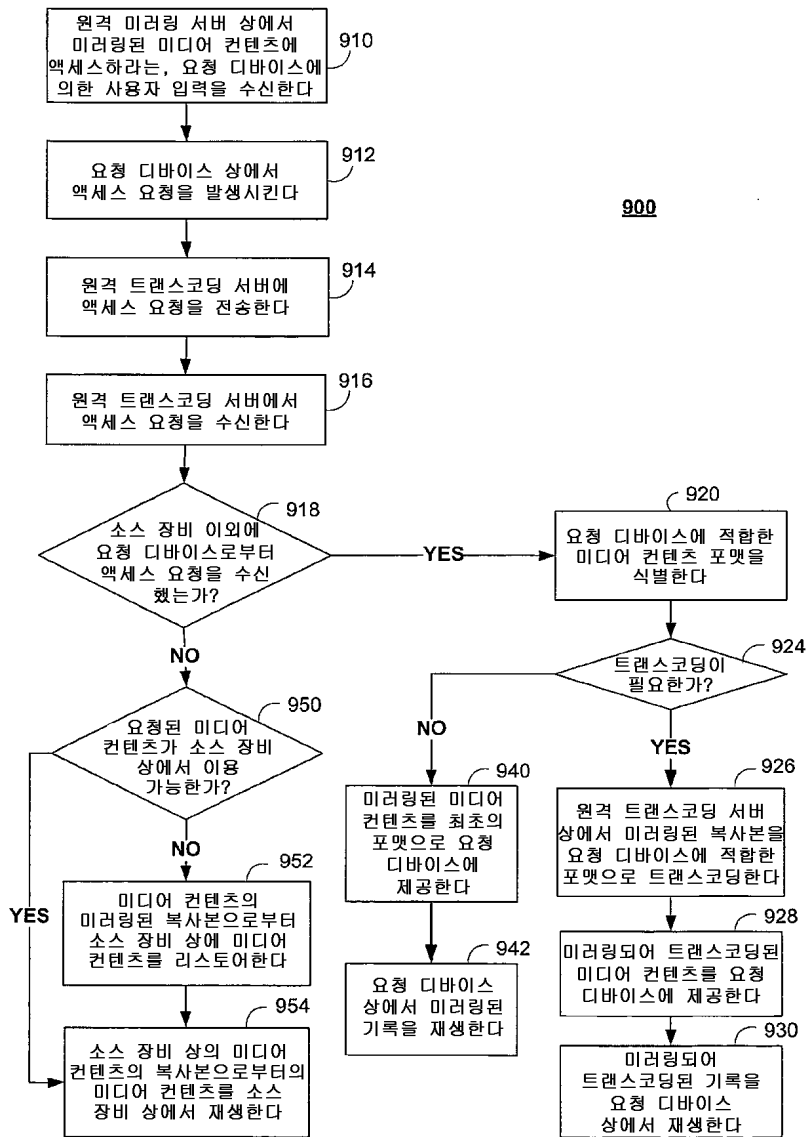 원격 미러링 서버 상에서
미러링된 미디어 컨텐츠에
액세스하라는, 요청 디바이스에
의한 사용자 입력을 수신한다
910
요청 디바이스 상에서
액세스 요청을 발생시킨다
912
900
원격 트랜스코딩 서버에
액세스 요청을 전송한다
914
원격 트랜스코딩 서버에서
액세스 요청을 수신한다
916
소스 장비 이외에
요청 디바이스로부터
액세스 요청을 수신
했는가?
918
YES
NO
요청 디바이스에 적합한
미디어 컨텐츠 포맷을
식별한다
920
트랜스코딩이
필요한가?
924
NO
YES
요청된 미디어
컨텐츠가 소스 장비
상에서 이용
가능한가?
950
NO
YES
미러링된 미디어
컨텐츠를 최초의
포맷으로 요청
디바이스에
제공한다
940
원격 트랜스코딩 서버
상에서 미러링된 복사본을
요청 디바이스에 적합한
포맷으로 트랜스코딩한다
926
미디어 컨텐츠의
미러링된 복사본으로부터
소스 장비 상에 미디어
컨텐츠를 리스토어한다
952
요청 디바이스
상에서 미러링된
기록을 재생한다
942
미러링되어 트랜스코딩된
미디어 컨텐츠를 요청
디바이스에 제공한다
928
소스 장비 상의 미디어
컨텐츠의 복사본으로부터의
미디어 컨텐츠를 소스
장비 상에서 재생한다
954
미러링되어
트랜스코딩된 기록을
요청 디바이스
상에서 재생한다
930